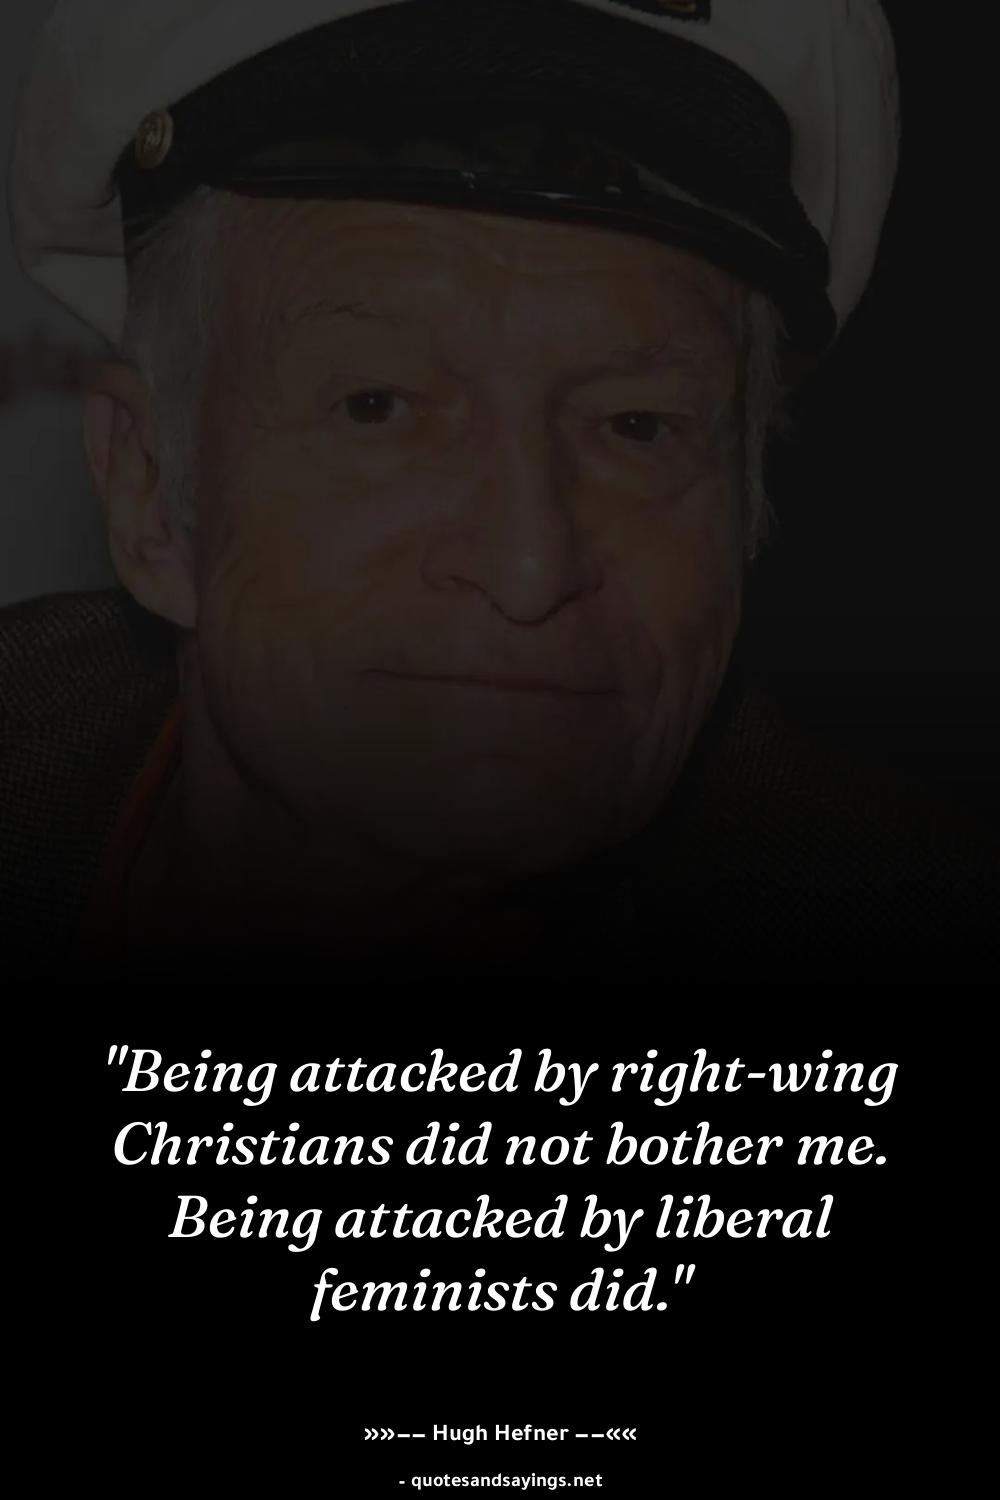 "Being attacked by right-wing
Christians did not bother me.
Being attacked by liberal
feminists did."
»»–– Hugh Hefner ––««
- quotesandsayings.net